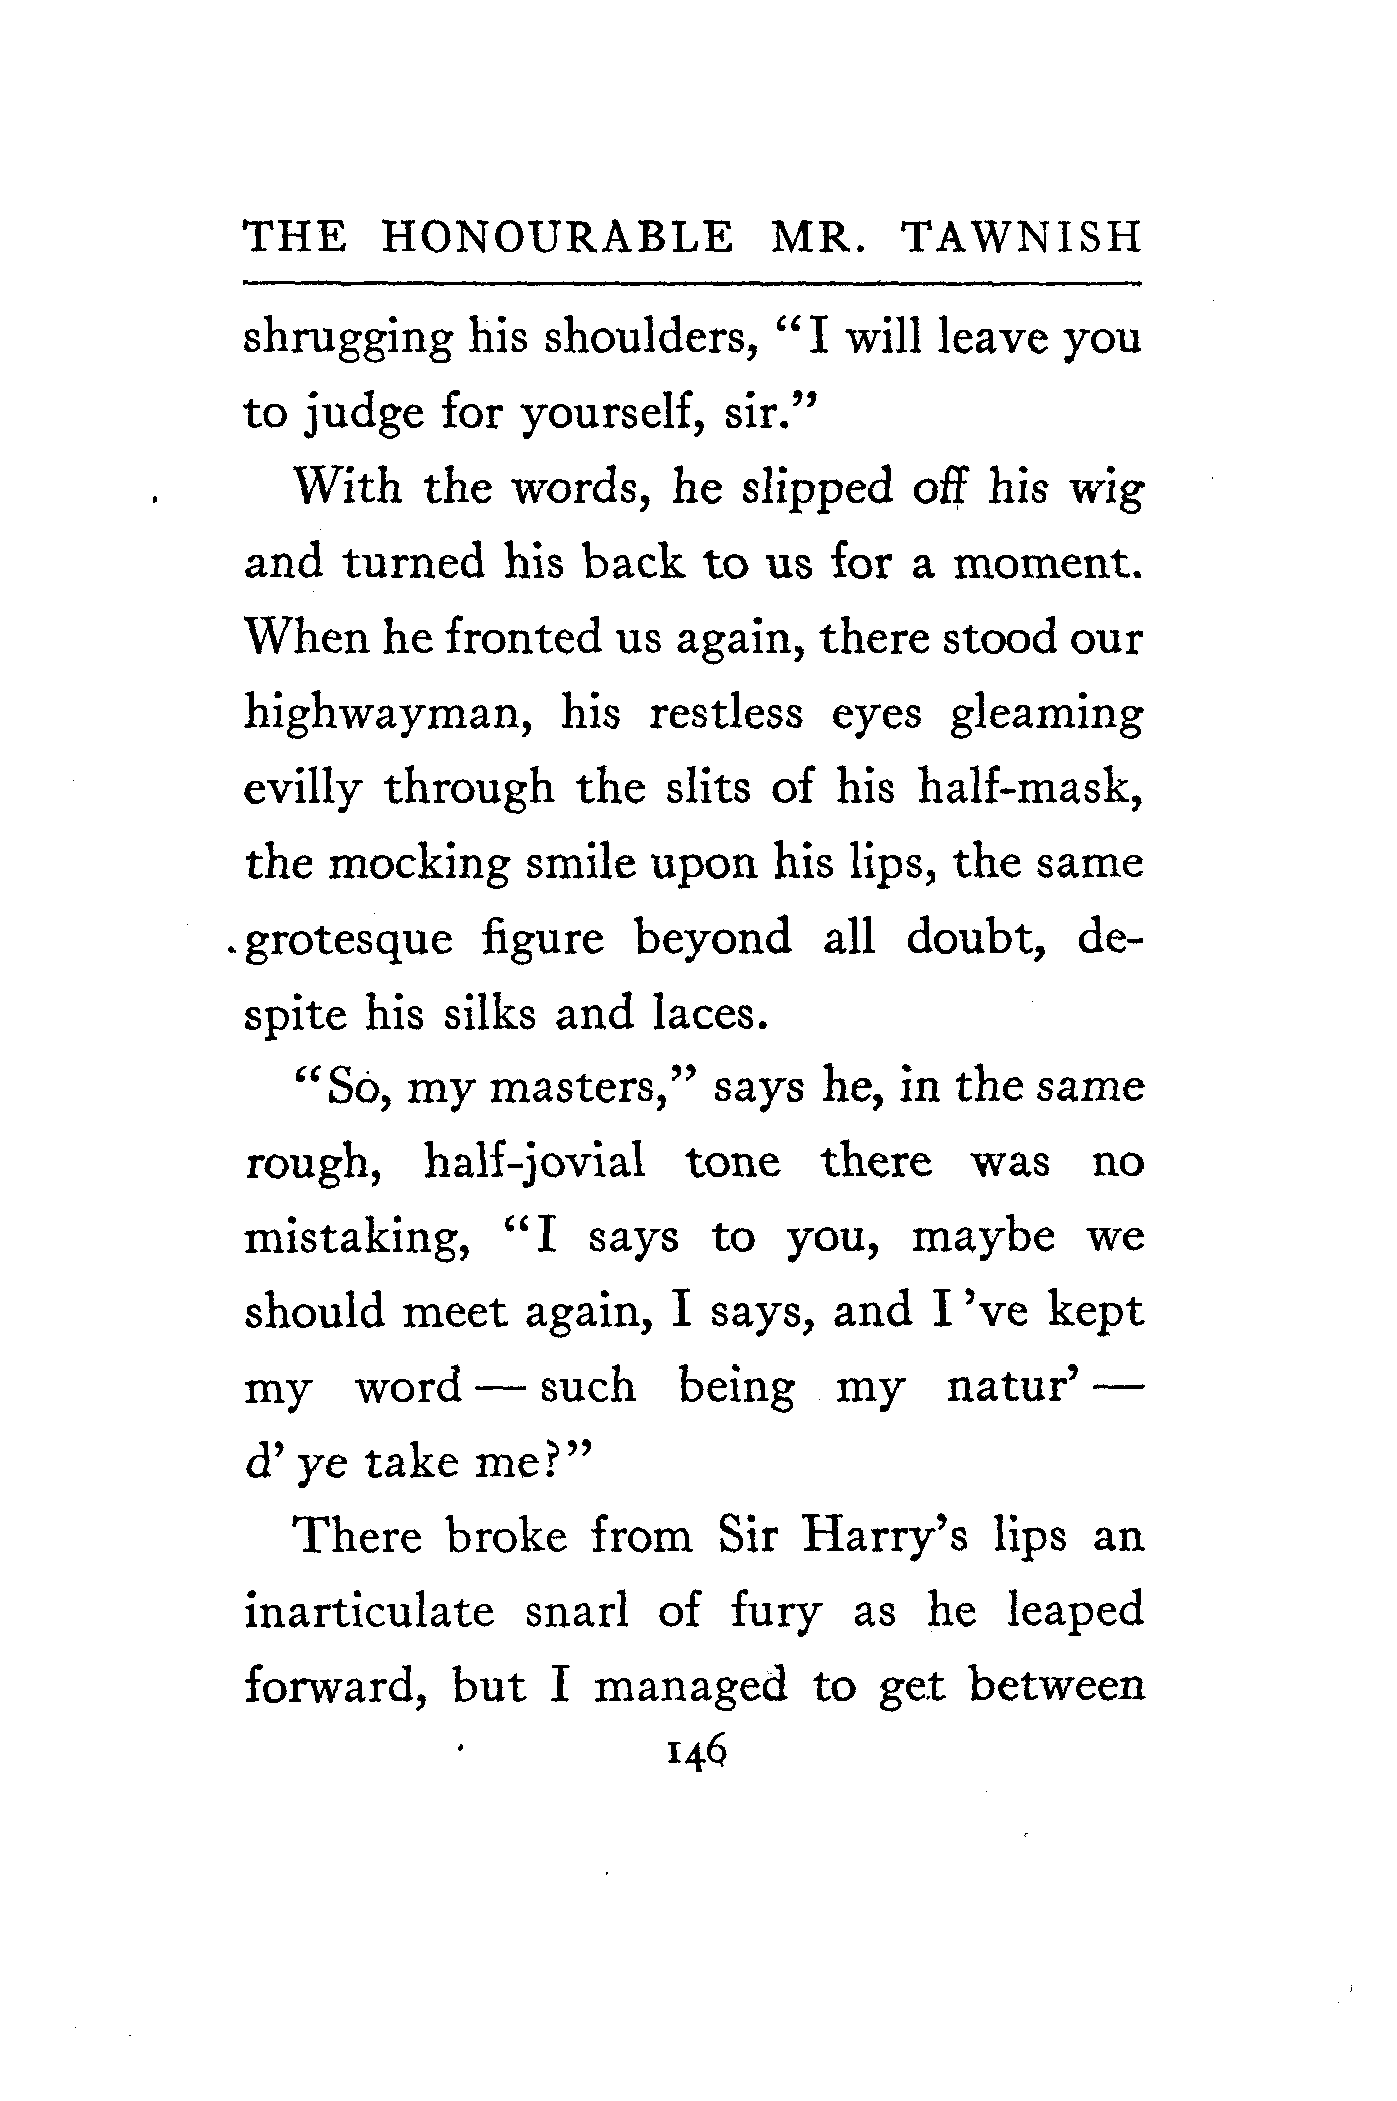 THE HONOURABLE MR. TAWNISH
shrugging his shoulders, “I will leave you
to judge for yourself, sir.”
With the words, he slipped off his wig
and turned his back to us for a moment.
When he fronted us again, there stood our
highwayman, his restless eyes gleaming
evilly through the slits of his half-mask,
the mocking smile upon his lips, the same
grotesque figure beyond all doubt, de-
spite his silks and laces.
“So, my masters,” says he, in the same
rough, half-jovial tone there was no
mistaking, “I says to you, maybe we
should meet again, I says, and I ’ve kept
my word — such being my natur’ —
d’ ye take me?”
There broke from Sir Harry’s lips an
inarticulate snarl of fury as he leaped
forward, but I managed to get between
146